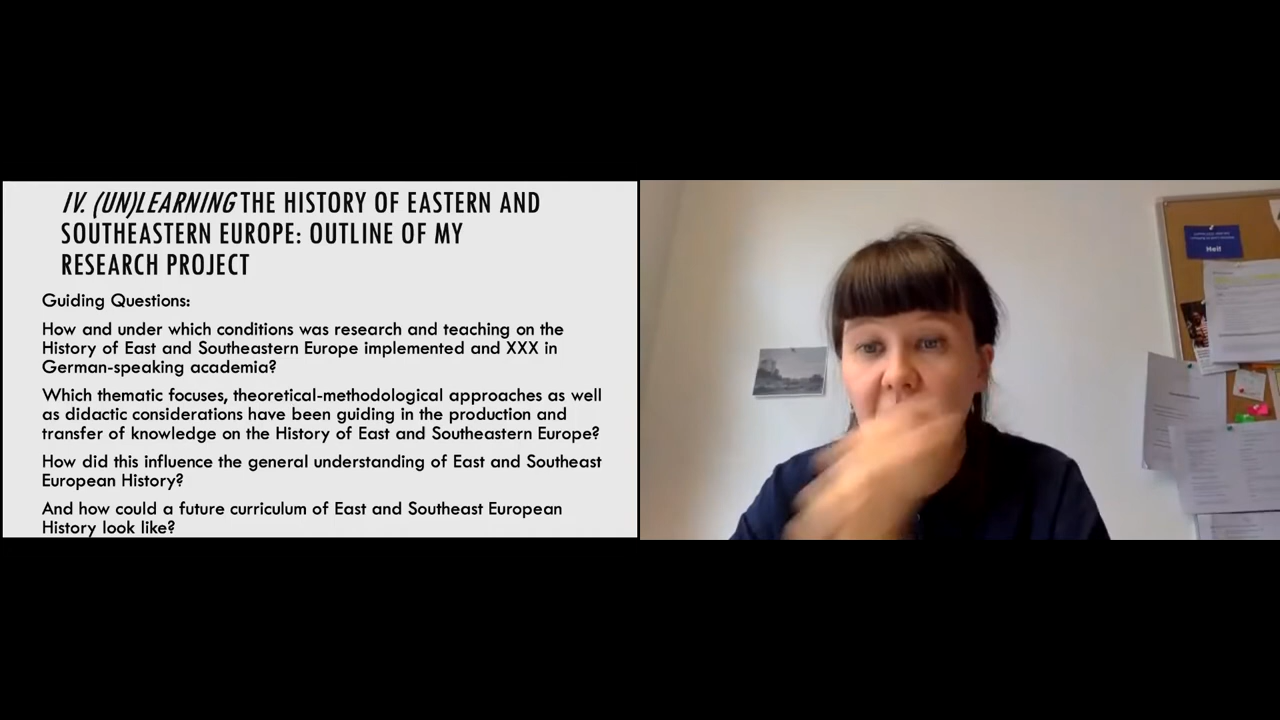 IV. (UN)LEARNING THE HISTORY OF EASTERN AND
SOUTHEASTERN EUROPE: OUTLINE OF MY
RESEARCH PROJECT
Guiding Questions:
How and under which conditions was research and teaching on the
History of East and Southeastern Europe implemented and XXX in
German-speaking academia?
Which thematic focuses, theoretical-methodological approaches as well
as didactic considerations have been guiding in the production and
transfer of knowledge on the History of East and Southeastern Europe?
How did this influence the general understanding of East and Southeast
European History?
And how could a future curriculum of East and Southeast European
History look like?